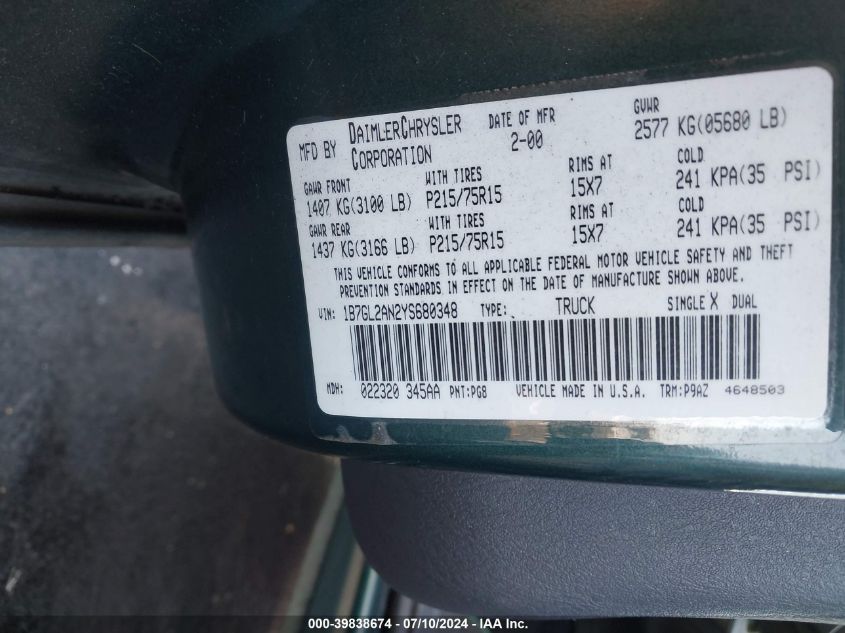 MFD BY DAIMLERCHRYSLER CORPORATION DATE OF MFR 2-00 GVWR 2577 KG(05680 LB)
GAWR FRONT WITH TIRES RIMS AT COLD
1407 KG(3100 LB) P215/75R15 15X7 241 KPA(35 PSI)
GAWR REAR WITH TIRES RIMS AT COLD
1437 KG(3166 LB) P215/75R15 15X7 241 KPA(35 PSI)
THIS VEHICLE CONFORMS TO ALL APPLICABLE FEDERAL MOTOR VEHICLE SAFETY AND THEFT
PREVENTION STANDARDS IN EFFECT ON THE DATE OF MANUFACTURE SHOWN ABOVE.
VIN: 1B7GL2AN2YS680348 TYPE: TRUCK SINGLE X DUAL
MDH: 022320 345AA PNT:PG8 VEHICLE MADE IN U.S.A. TRM:P9AZ 4648503
000-39838674 - 07/10/2024 - IAA Inc.